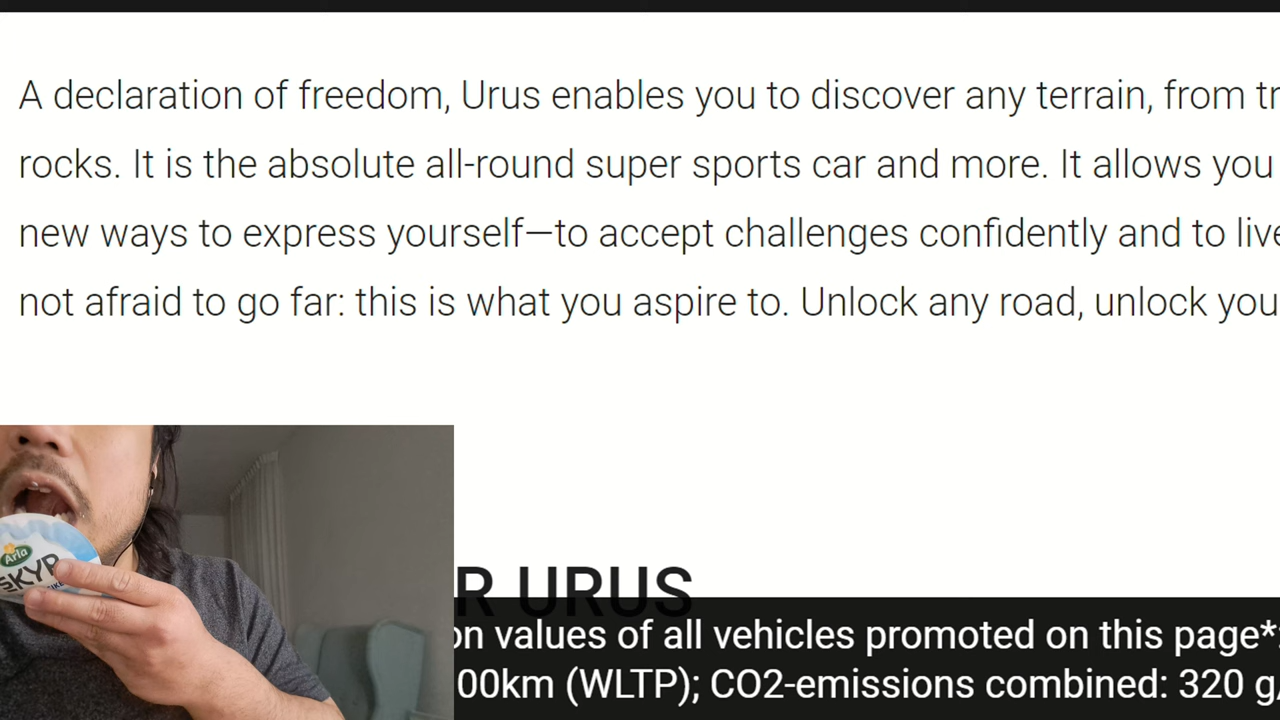 A declaration of freedom, Urus enables you to discover any terrain, from
rocks. It is the absolute all-round super sports car and more. It allows you
new ways to express yourself—to accept challenges confidently and to live
not afraid to go far: this is what you aspire to. Unlock any road, unlock you
Arla
SKYR
R URUS
on values of all vehicles promoted on this page**
00km (WLTP); CO2-emissions combined: 320 g/